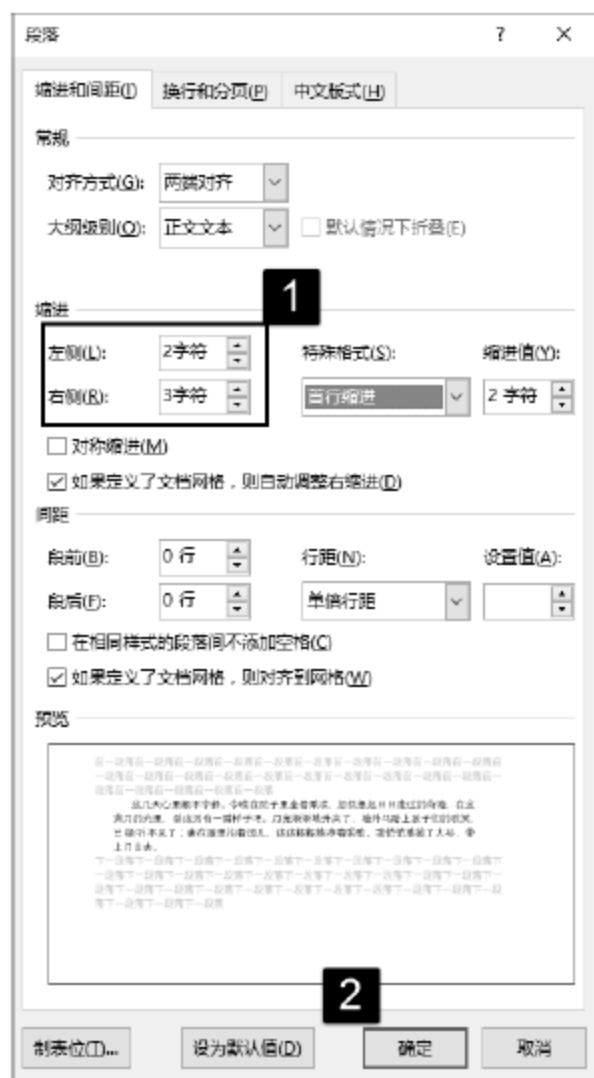 段落 ? ×
缩进和间距(I) 换行和分页(P) 中文版式(H)
常规
对齐方式(G): 两端对齐
大纲级别(O): 正文文本 默认情况下折叠(E)
1
缩进
左侧(L): 2字符 特殊格式(S): 缩进值(Y):
右侧(R): 3字符 首行缩进 2 字符
对称缩进(M)
如果定义了文档网格，则自动调整右缩进(D)
间距
段前(B): 0 行 行距(N): 设置值(A):
段后(F): 0 行 单倍行距
在相同样式的段落间不添加空格(C)
如果定义了文档网格，则对齐到网格(W)
预览
2
制表位(T)... 设为默认值(D) 确定 取消